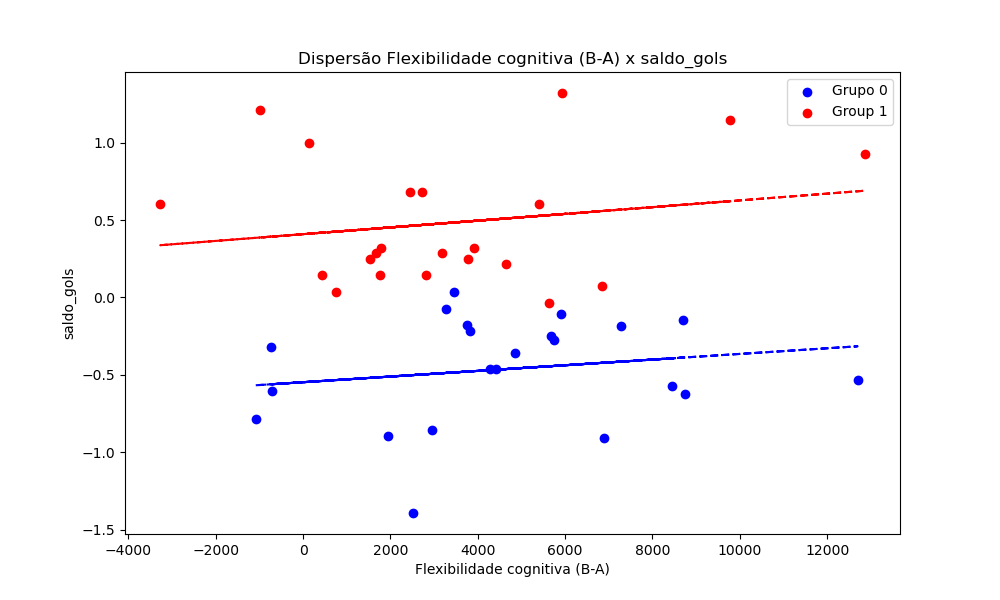 Dispersão Flexibilidade cognitiva (B-A) x saldo_gols
Grupo 0
Group 1
saldo_gols
1.0
0.5
0.0
−0.5
−1.0
−1.5
−4000 −2000 0 2000 4000 6000 8000 10000 12000
Flexibilidade cognitiva (B-A)